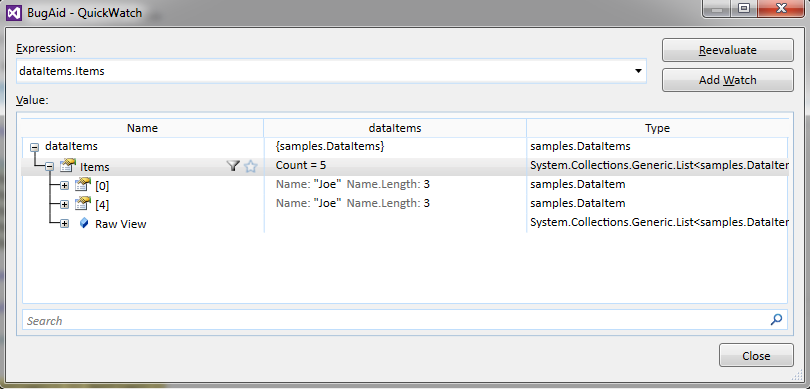 BugAid - QuickWatch
Expression:
Reevaluate
dataItems.Items
Add Watch
Value:
Name dataItems Type
dataItems {samples.DataItems} samples.DataItems
Items Count = 5 System.Collections.Generic.List<samples.DataIter
[0] Name: "Joe" Name.Length: 3 samples.DataItem
[4] Name: "Joe" Name.Length: 3 samples.DataItem
Raw View System.Collections.Generic.List<samples.DataIter
Search
Close